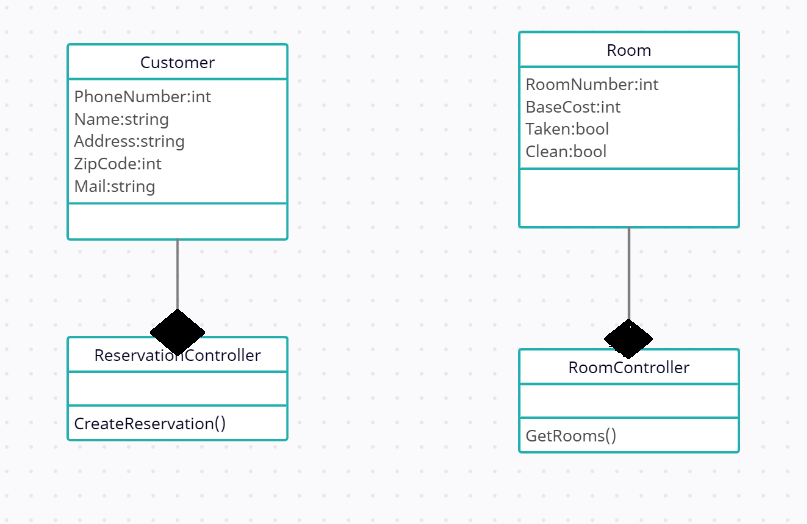 Customer
PhoneNumber:int
Name:string
Address:string
ZipCode:int
Mail:string
ReservationController
CreateReservation()
Room
RoomNumber:int
BaseCost:int
Taken:bool
Clean:bool
RoomController
GetRooms()